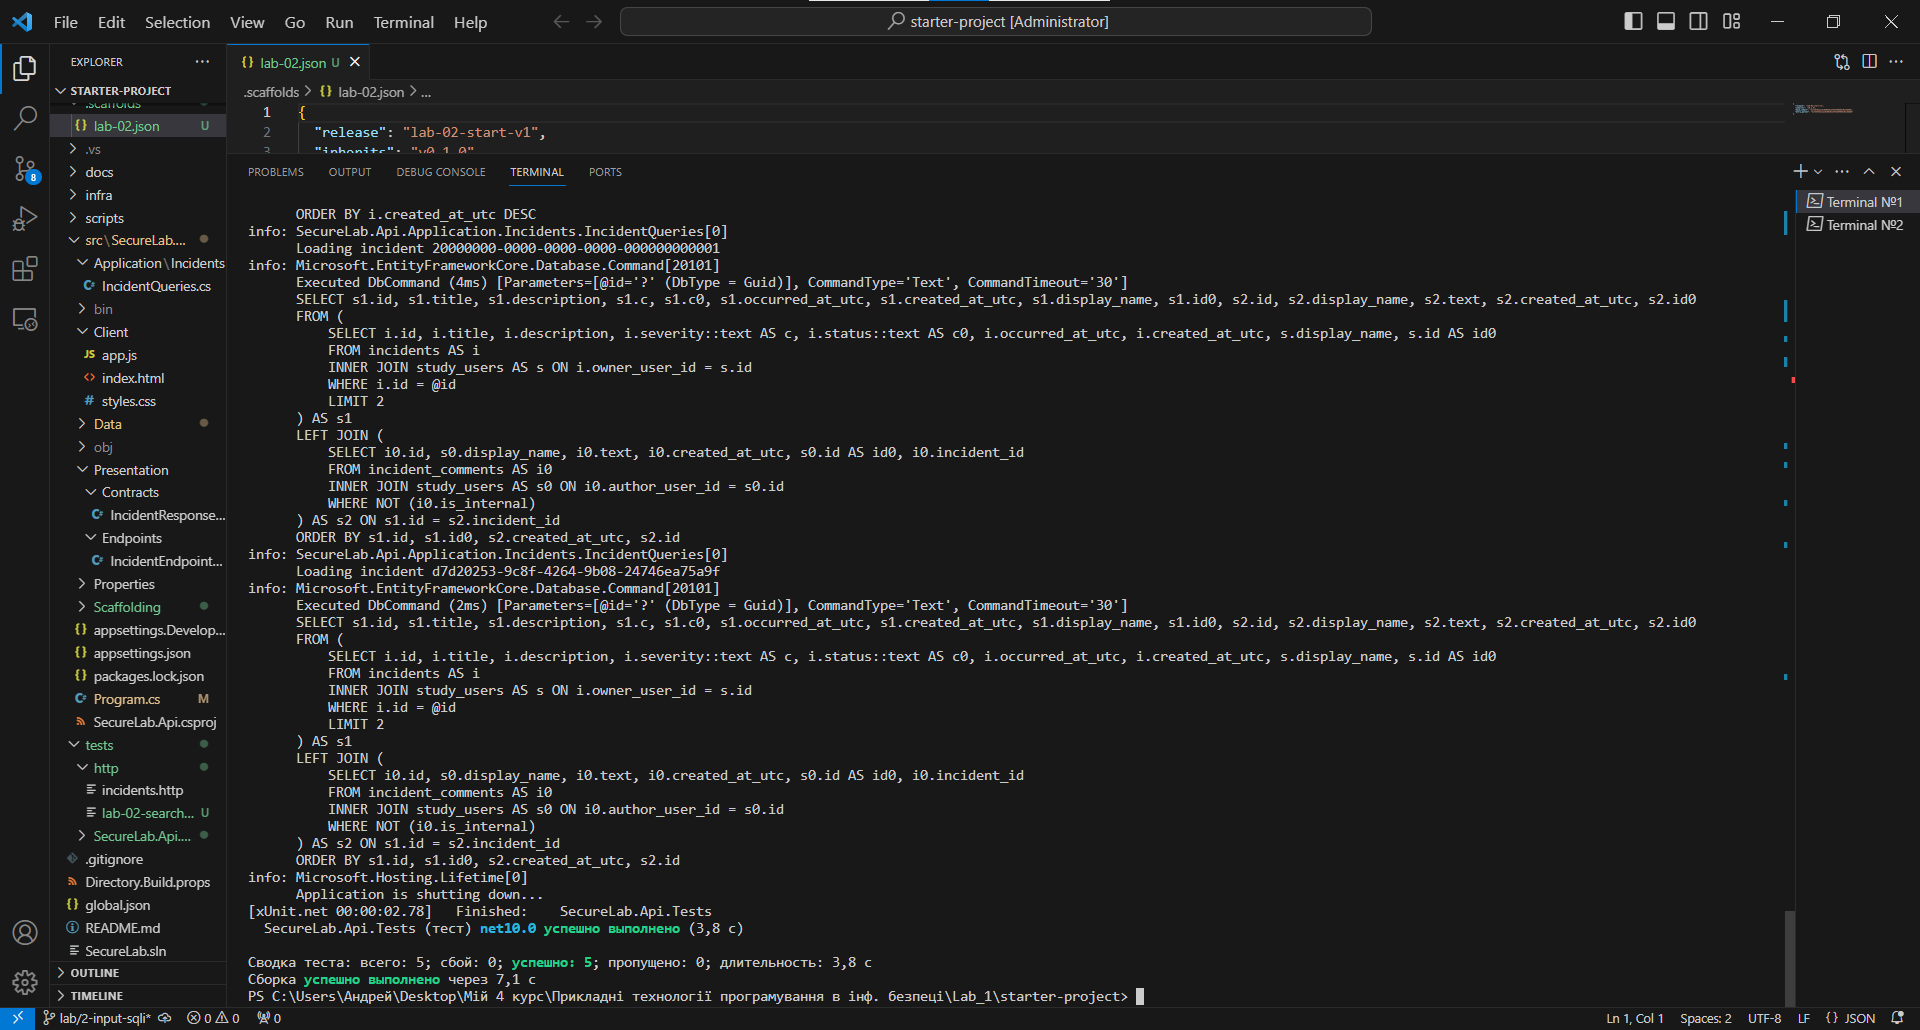 File Edit Selection View Go Run Terminal Help
starter-project [Administrator]
EXPLORER
lab-02.json U
STARTER-PROJECT
.scaffolds > lab-02.json > ...
.scaffolds
1 {
lab-02.json U
2 "release": "lab-02-start-v1",
3 "inherits": "v0.1.0"
.vs
docs
infra
scripts
src\SecureLab....
Application\Incidents
IncidentQueries.cs
bin
Client
app.js
index.html
styles.css
Data
obj
Presentation
Contracts
IncidentResponse...
Endpoints
IncidentEndpoint...
Properties
Scaffolding
appsettings.Develop...
appsettings.json
packages.lock.json
Program.cs M
SecureLab.Api.csproj
tests
http
incidents.http
lab-02-search... U
SecureLab.Api....
.gitignore
Directory.Build.props
global.json
README.md
SecureLab.sln
OUTLINE
TIMELINE
8
PROBLEMS OUTPUT DEBUG CONSOLE TERMINAL PORTS
Terminal №1
Terminal №2
ORDER BY i.created_at_utc DESC
info: SecureLab.Api.Application.Incidents.IncidentQueries[0]
Loading incident 20000000-0000-0000-0000-000000000001
info: Microsoft.EntityFrameworkCore.Database.Command[20101]
Executed DbCommand (4ms) [Parameters=[@id='?' (DbType = Guid)], CommandType='Text', CommandTimeout='30']
SELECT s1.id, s1.title, s1.description, s1.c, s1.c0, s1.occurred_at_utc, s1.created_at_utc, s1.display_name, s1.id0, s2.id, s2.display_name, s2.text, s2.created_at_utc, s2.id0
FROM (
SELECT i.id, i.title, i.description, i.severity::text AS c, i.status::text AS c0, i.occurred_at_utc, i.created_at_utc, s.display_name, s.id AS id0
FROM incidents AS i
INNER JOIN study_users AS s ON i.owner_user_id = s.id
WHERE i.id = @id
LIMIT 2
) AS s1
LEFT JOIN (
SELECT i0.id, s0.display_name, i0.text, i0.created_at_utc, s0.id AS id0, i0.incident_id
FROM incident_comments AS i0
INNER JOIN study_users AS s0 ON i0.author_user_id = s0.id
WHERE NOT (i0.is_internal)
) AS s2 ON s1.id = s2.incident_id
ORDER BY s1.id, s1.id0, s2.created_at_utc, s2.id
info: SecureLab.Api.Application.Incidents.IncidentQueries[0]
Loading incident d7d20253-9c8f-4264-9b08-24746ea75a9f
info: Microsoft.EntityFrameworkCore.Database.Command[20101]
Executed DbCommand (2ms) [Parameters=[@id='?' (DbType = Guid)], CommandType='Text', CommandTimeout='30']
SELECT s1.id, s1.title, s1.description, s1.c, s1.c0, s1.occurred_at_utc, s1.created_at_utc, s1.display_name, s1.id0, s2.id, s2.display_name, s2.text, s2.created_at_utc, s2.id0
FROM (
SELECT i.id, i.title, i.description, i.severity::text AS c, i.status::text AS c0, i.occurred_at_utc, i.created_at_utc, s.display_name, s.id AS id0
FROM incidents AS i
INNER JOIN study_users AS s ON i.owner_user_id = s.id
WHERE i.id = @id
LIMIT 2
) AS s1
LEFT JOIN (
SELECT i0.id, s0.display_name, i0.text, i0.created_at_utc, s0.id AS id0, i0.incident_id
FROM incident_comments AS i0
INNER JOIN study_users AS s0 ON i0.author_user_id = s0.id
WHERE NOT (i0.is_internal)
) AS s2 ON s1.id = s2.incident_id
ORDER BY s1.id, s1.id0, s2.created_at_utc, s2.id
info: Microsoft.Hosting.Lifetime[0]
Application is shutting down...
[xUnit.net 00:00:02.78] Finished: SecureLab.Api.Tests
SecureLab.Api.Tests (тест) net10.0 успешно выполнено (3,8 с)
Сводка теста: всего: 5; сбой: 0; успешно: 5; пропущено: 0; длительность: 3,8 с
Сборка успешно выполнено через 7,1 с
PS C:\Users\Андрей\Desktop\Мій 4 курс\Прикладні технології програмування в інф. безпеці\Lab_1\starter-project>
lab/2-input-sqli* 0 0 0
Ln 1, Col 1 Spaces: 2 UTF-8 LF {} JSON